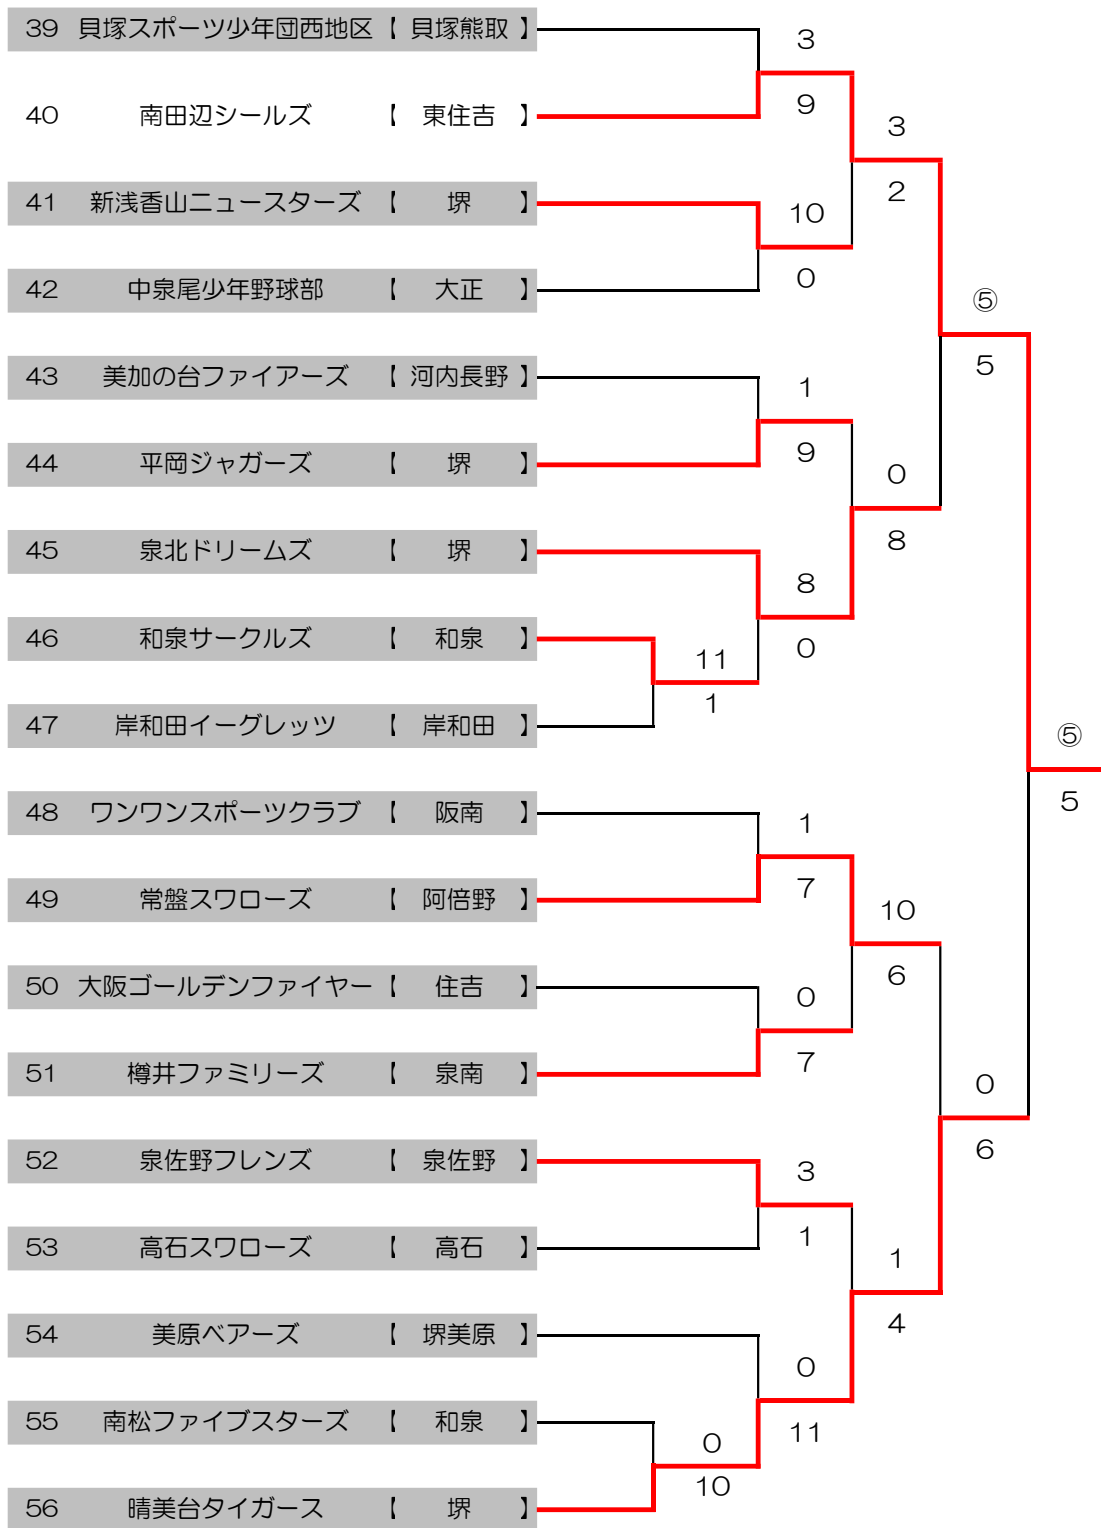 39 貝塚スポーツ少年団西地区 【 貝塚熊取 】
3
40 南田辺シールズ 【 東住吉 】
9
3
41 新浅香山ニュースターズ 【 堺 】
10
2
42 中泉尾少年野球部 【 大正 】
0
⑤
43 美加の台ファイアーズ 【 河内長野 】
1
5
44 平岡ジャガーズ 【 堺 】
9
0
45 泉北ドリームズ 【 堺 】
8
8
46 和泉サークルズ 【 和泉 】
0
11
1
47 岸和田イーグレッツ 【 岸和田 】
⑤
48 ワンワンスポーツクラブ 【 阪南 】
1
5
49 常盤スワローズ 【 阿倍野 】
7
10
50 大阪ゴールデンファイヤー 【 住吉 】
0
6
51 樽井ファミリーズ 【 泉南 】
7
0
52 泉佐野フレンズ 【 泉佐野 】
3
6
53 高石スワローズ 【 高石 】
1
1
54 美原ベアーズ 【 堺美原 】
0
4
55 南松ファイブスターズ 【 和泉 】
11
0
10
56 晴美台タイガース 【 堺 】